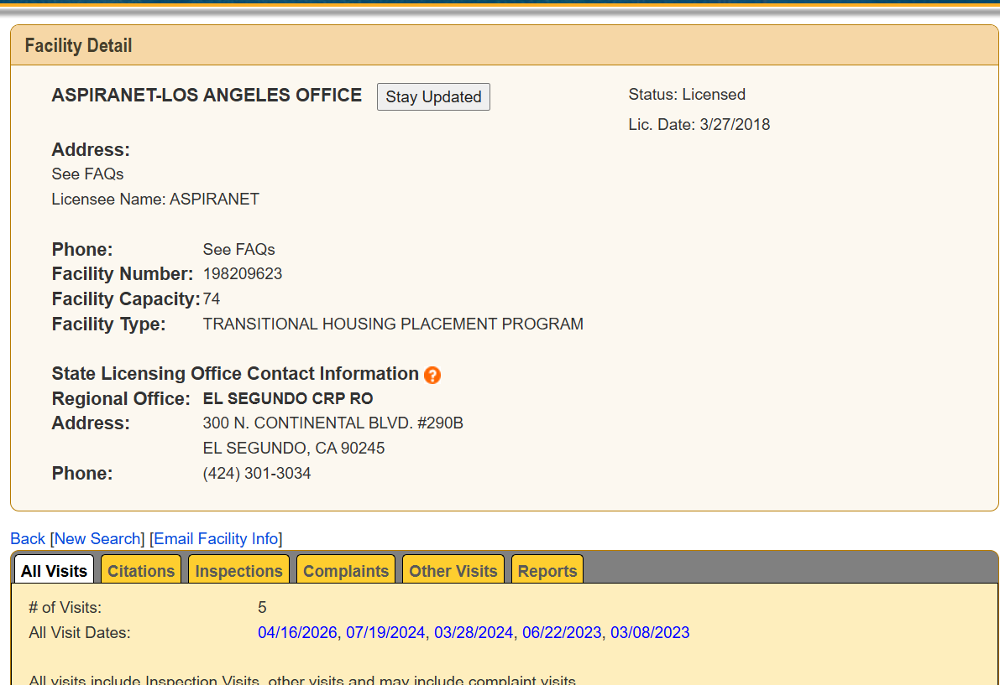 Facility Detail
ASPIRANET-LOS ANGELES OFFICE Stay Updated
Status: Licensed
Lic. Date: 3/27/2018
Address:
See FAQs
Licensee Name: ASPIRANET
Phone: See FAQs
Facility Number: 198209623
Facility Capacity: 74
Facility Type: TRANSITIONAL HOUSING PLACEMENT PROGRAM
State Licensing Office Contact Information ?
Regional Office: EL SEGUNDO CRP RO
Address: 300 N. CONTINENTAL BLVD. #290B
EL SEGUNDO, CA 90245
Phone: (424) 301-3034
Back [New Search] [Email Facility Info]
All Visits Citations Inspections Complaints Other Visits Reports
# of Visits: 5
All Visit Dates: 04/16/2026, 07/19/2024, 03/28/2024, 06/22/2023, 03/08/2023
All visits include Inspection Visits, other visits and may include complaint visits